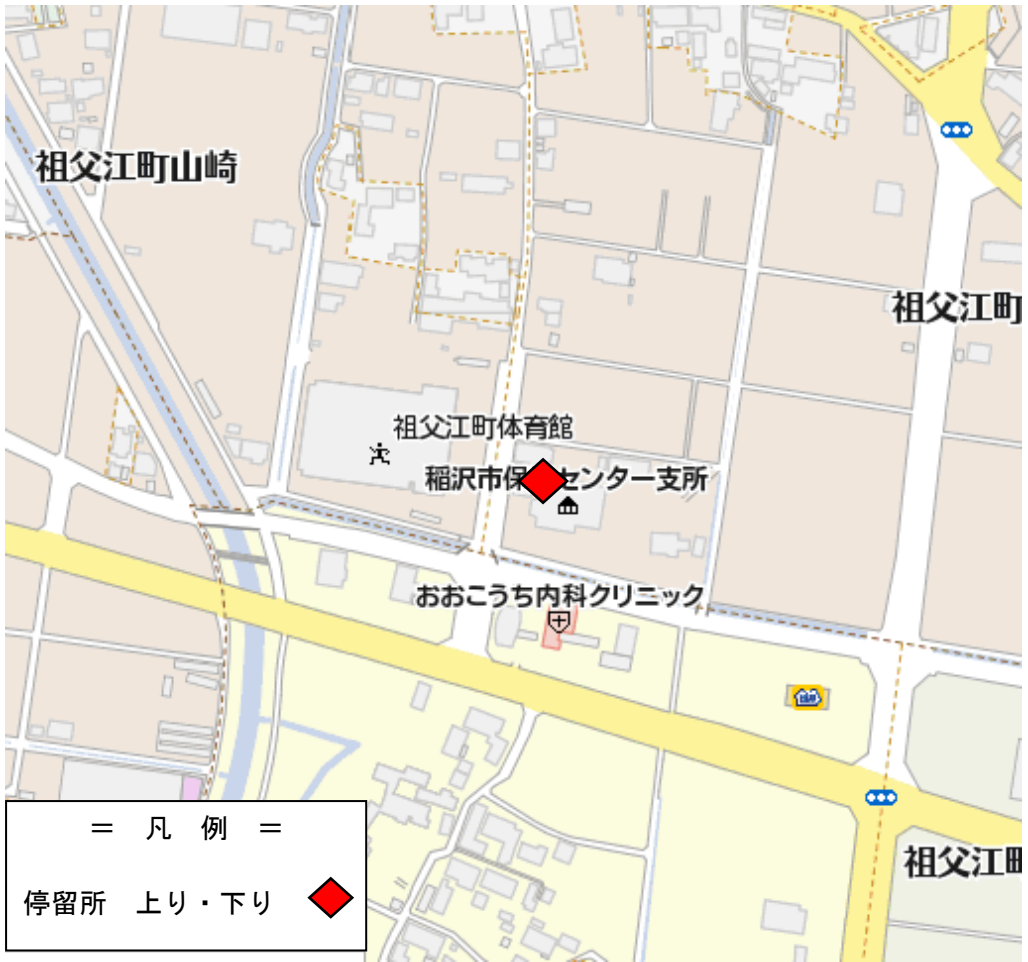 祖父江町山崎
祖父江町
祖父江町体育館
稲沢市保
センター支所
おおこうち内科クリニック
祖父江町
＝ 凡 例 ＝
停留所 上り・下り